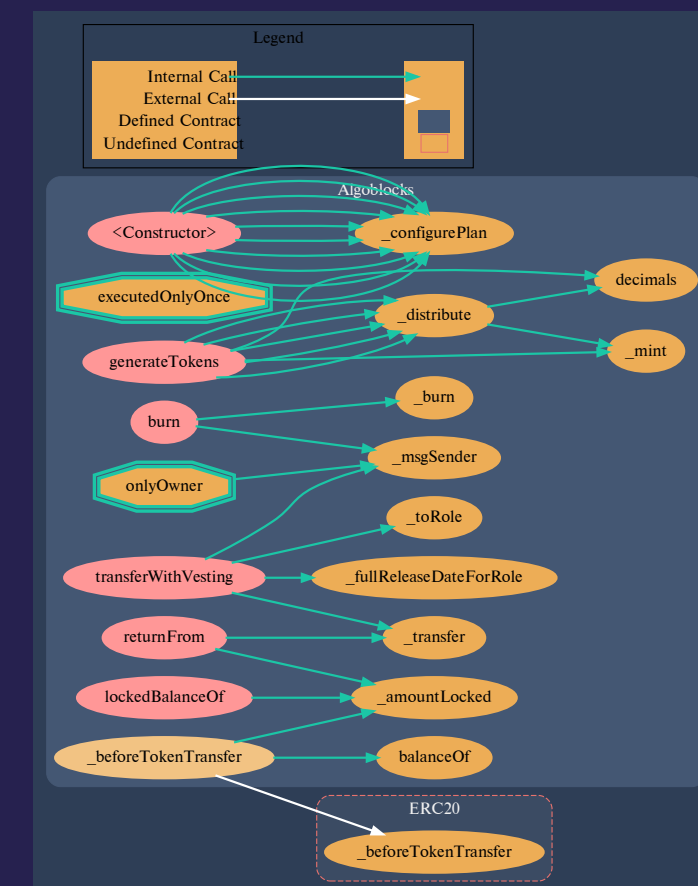 Legend
Internal Call
External Call
Defined Contract
Undefined Contract
Algoblocks
<Constructor>
_configurePlan
executedOnlyOnce
decimals
_distribute
generateTokens
_mint
_burn
burn
_msgSender
onlyOwner
_toRole
transferWithVesting
_fullReleaseDateForRole
returnFrom
_transfer
lockedBalanceOf
_amountLocked
_beforeTokenTransfer
balanceOf
ERC20
_beforeTokenTransfer